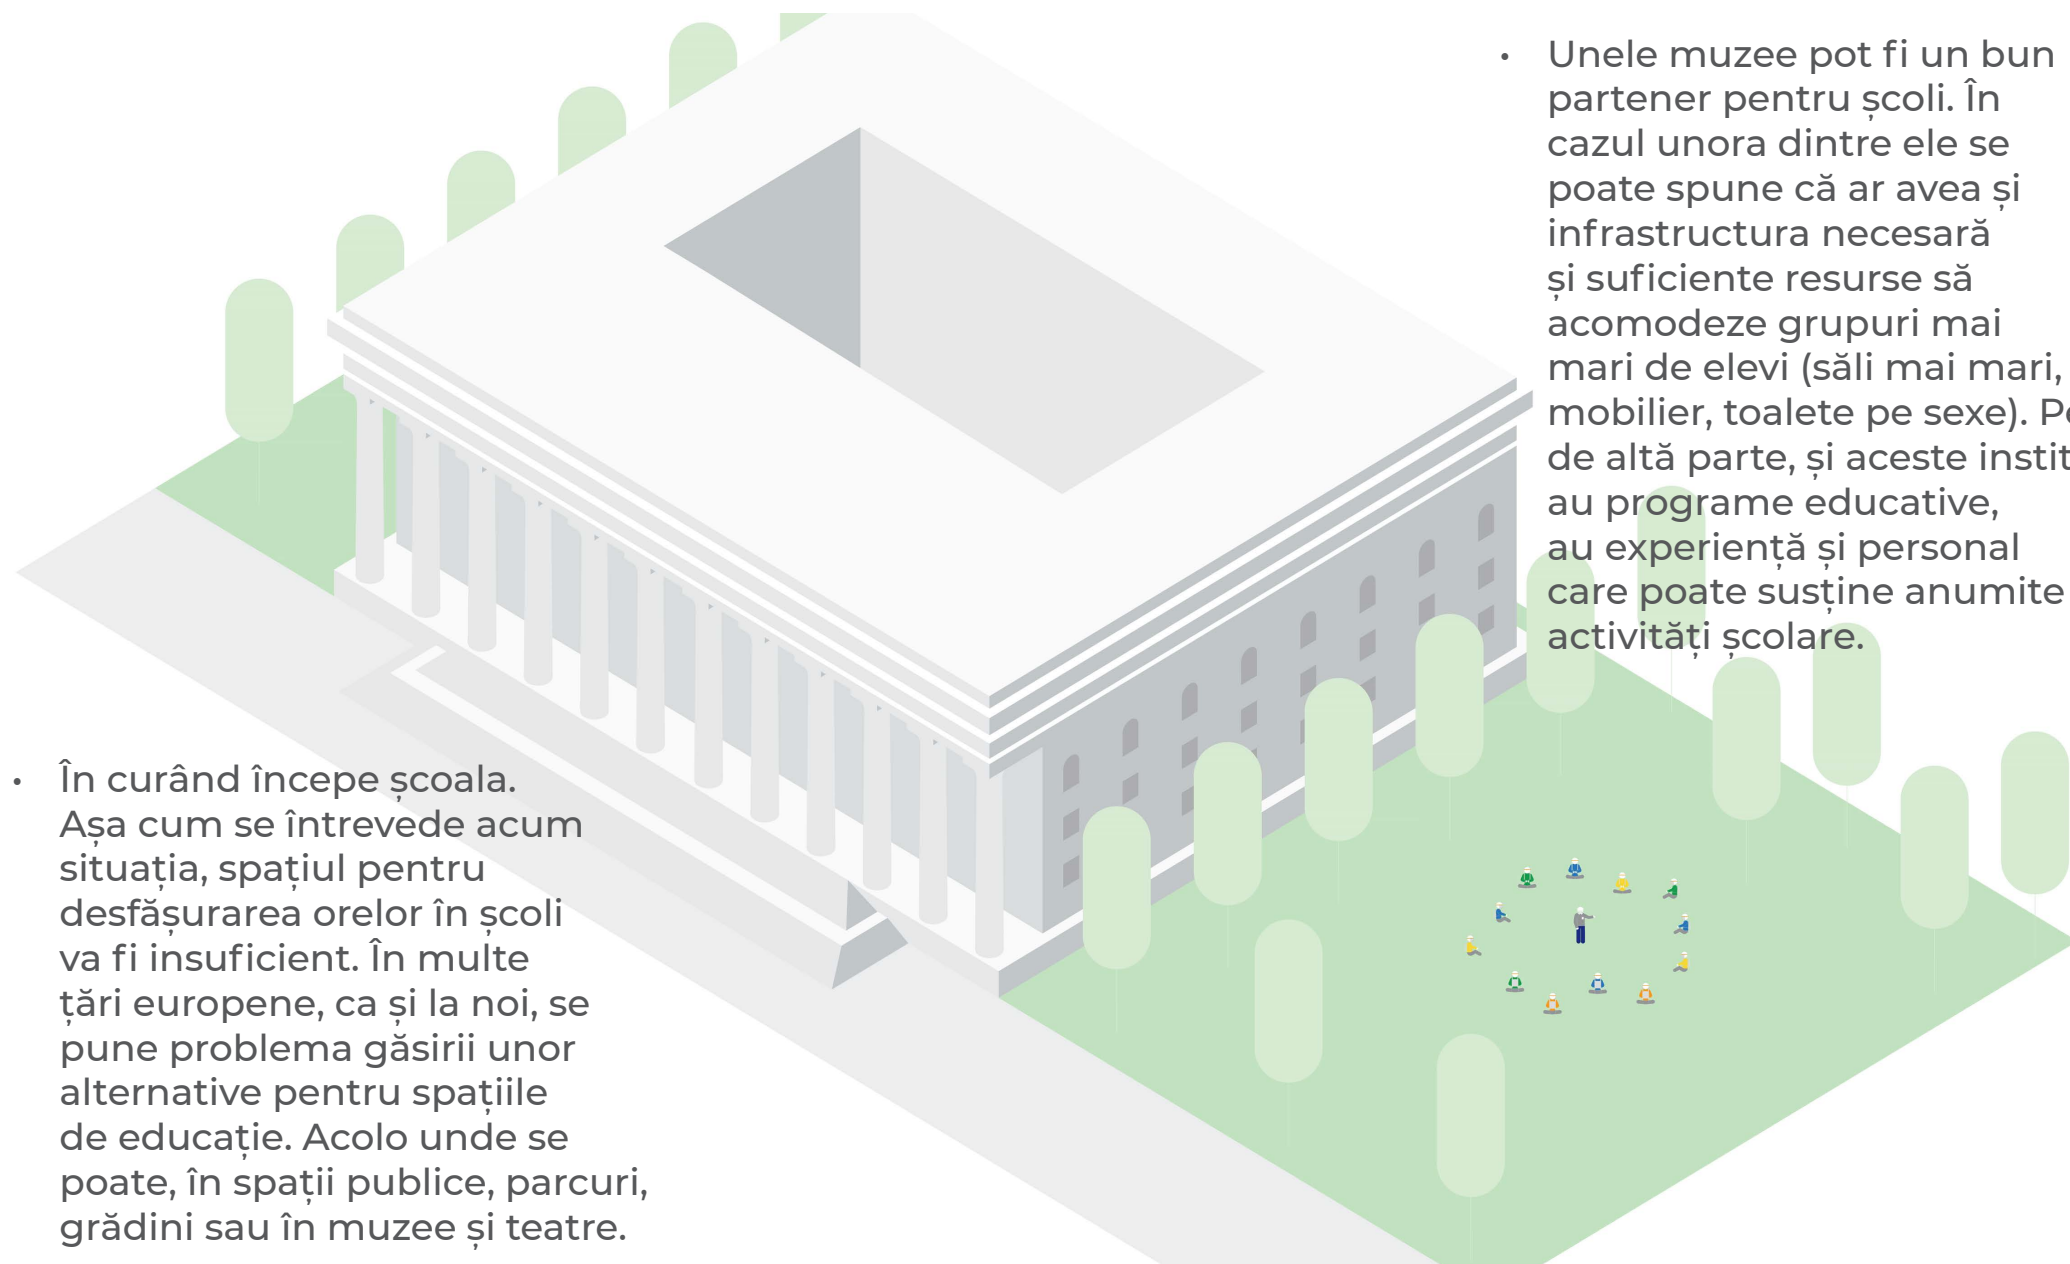 • În curând începe școala.
Așa cum se întrevede acum
situația, spațiul pentru
desfășurarea orelor în școli
va fi insuficient. În multe
țări europene, ca și la noi, se
pune problema găsirii unor
alternative pentru spațiile
de educație. Acolo unde se
poate, în spații publice, parcuri,
grădini sau în muzee și teatre.
• Unele muzee pot fi un bun
partener pentru școli. În
cazul unora dintre ele se
poate spune că ar avea și
infrastructura necesară
și suficiente resurse să
acomodeze grupuri mai
mari de elevi (săli mai mari,
mobilier, toalete pe sexe). Pe
de altă parte, și aceste instit
au programe educative,
au experiență și personal
care poate susține anumite
activități școlare.